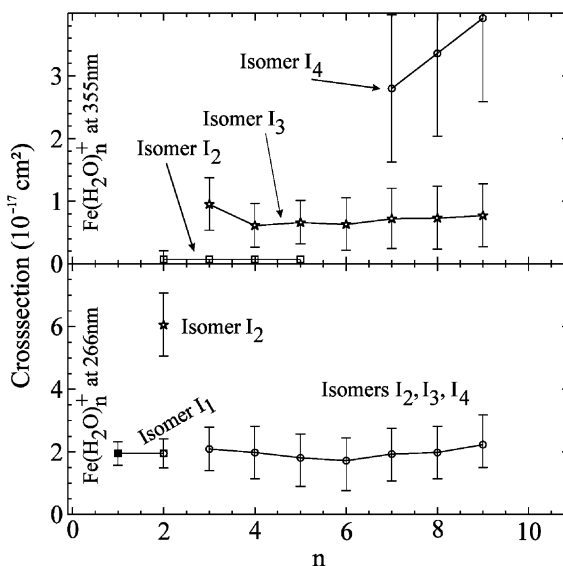 Crosssection (10⁻¹⁷ cm²)
Fe(H₂O)ₙ⁺ at 355nm
4
2
0
Isomer I₄
Isomer I₃
Isomer I₂
Fe(H₂O)ₙ⁺ at 266nm
6
4
2
0
Isomer I₂
Isomer I₁
Isomers I₂, I₃, I₄
0 2 4 6 8 10
n